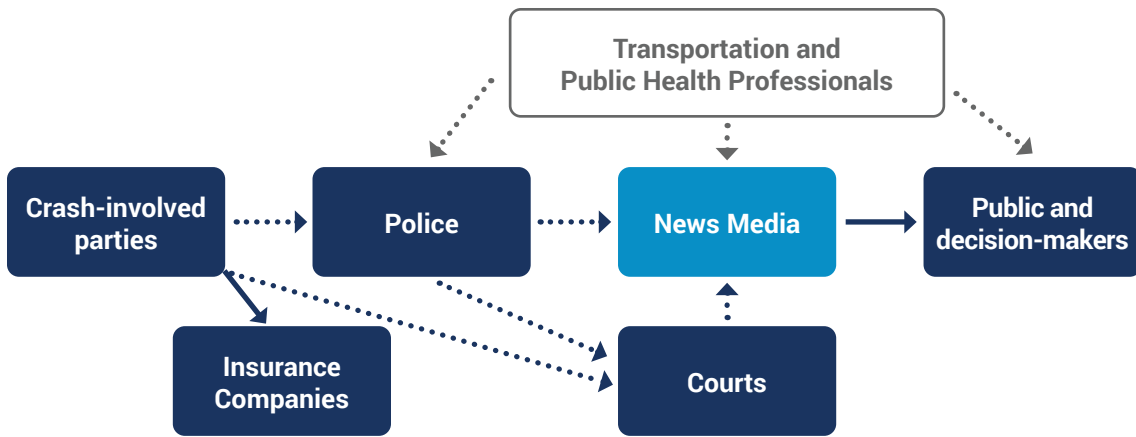 Transportation and
Public Health Professionals
Crash-involved
parties
Police
News Media
Public and
decision-makers
Insurance
Companies
Courts